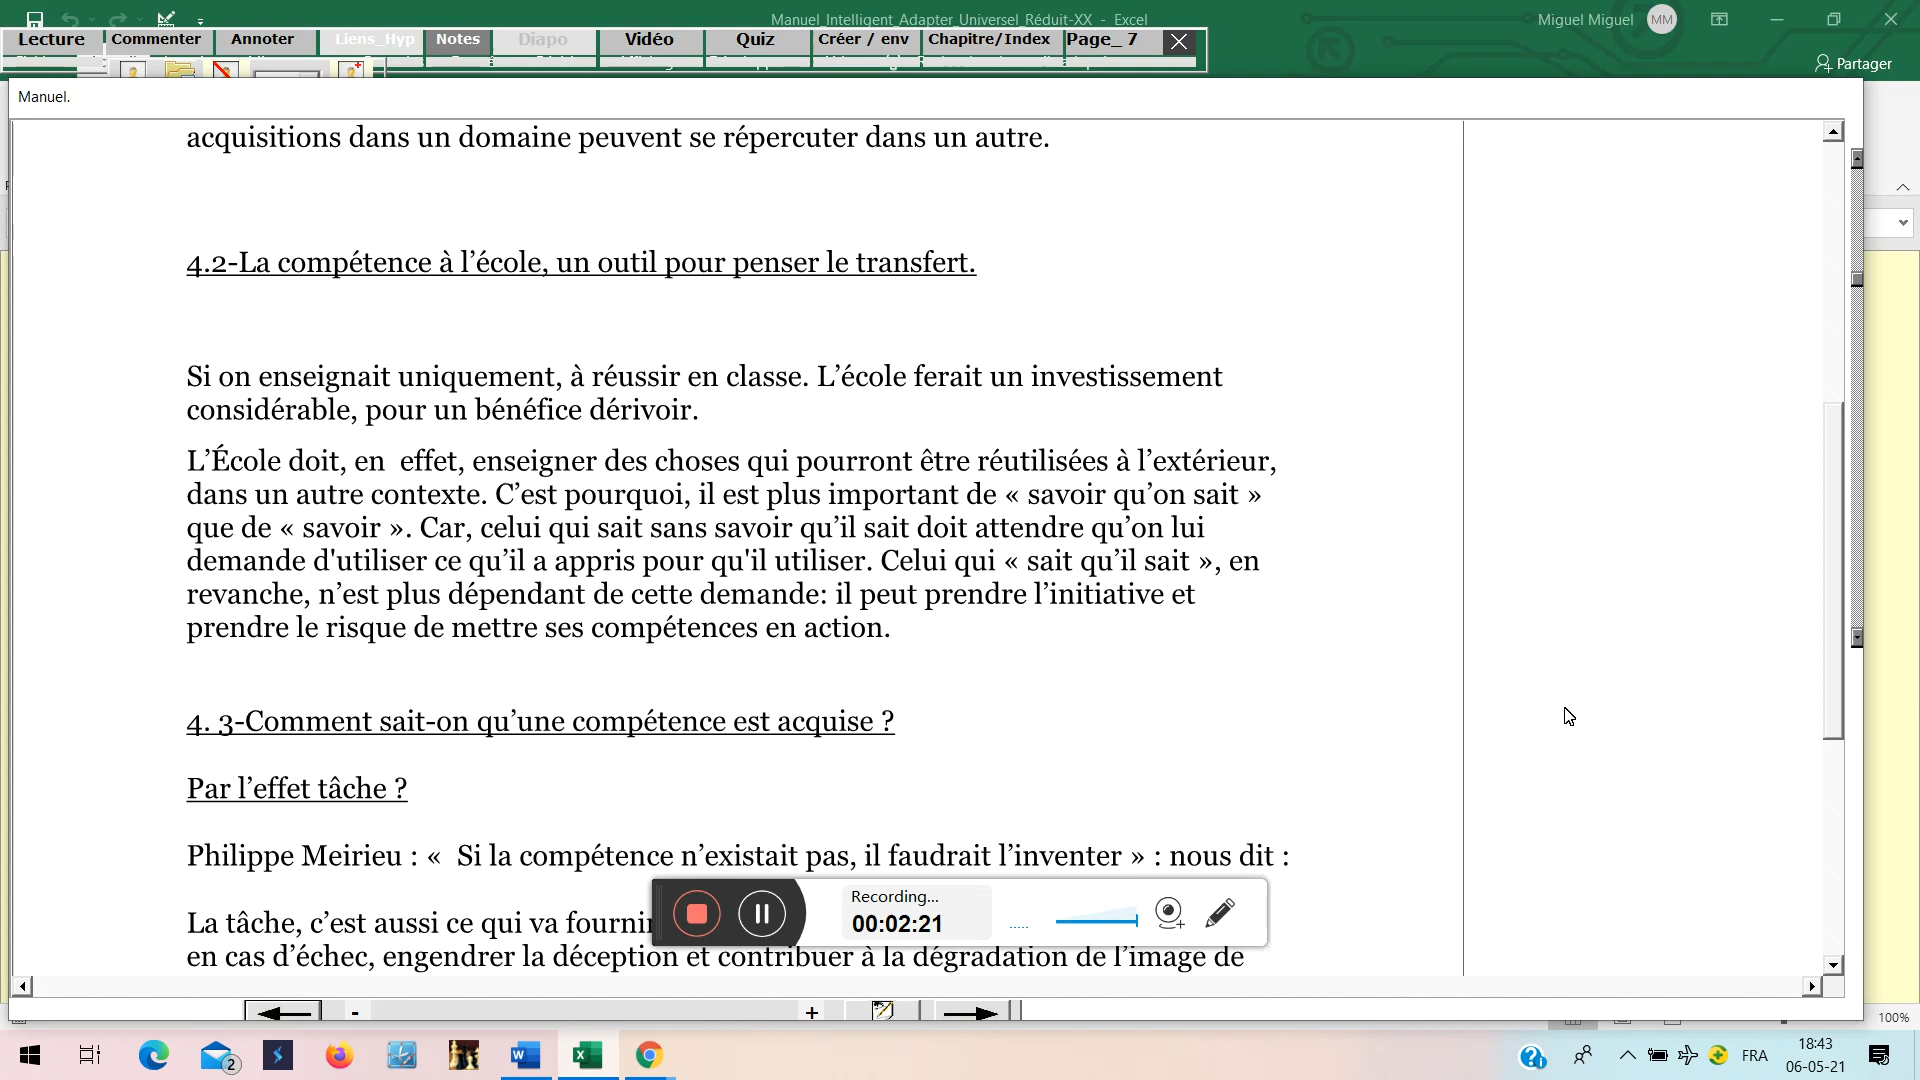 Manuel_Intelligent_Adapter_Universel_Réduit-XX - Excel
Miguel Miguel MM
Lecture Commenter Annoter Liens_Hyp Notes Diapo Vidéo Quiz Créer / env Chapitre/Index Page_ 7
Partager
Manuel.
acquisitions dans un domaine peuvent se répercuter dans un autre.
4.2-La compétence à l’école, un outil pour penser le transfert.
Si on enseignait uniquement, à réussir en classe. L’école ferait un investissement
considérable, pour un bénéfice dérivoir.
L’École doit, en  effet, enseigner des choses qui pourront être réutilisées à l’extérieur,
dans un autre contexte. C’est pourquoi, il est plus important de « savoir qu’on sait »
que de « savoir ». Car, celui qui sait sans savoir qu’il sait doit attendre qu’on lui
demande d'utiliser ce qu’il a appris pour qu'il utiliser. Celui qui « sait qu’il sait », en
revanche, n’est plus dépendant de cette demande: il peut prendre l’initiative et
prendre le risque de mettre ses compétences en action.
4. 3-Comment sait-on qu’une compétence est acquise ?
Par l’effet tâche ?
Philippe Meirieu : «  Si la compétence n’existait pas, il faudrait l’inventer » : nous dit :
La tâche, c’est aussi ce qui va fournir
Recording...
00:02:21
en cas d’échec, engendrer la déception et contribuer à la dégradation de l’image de
- +
100%
2
FRA
18:43
06-05-21